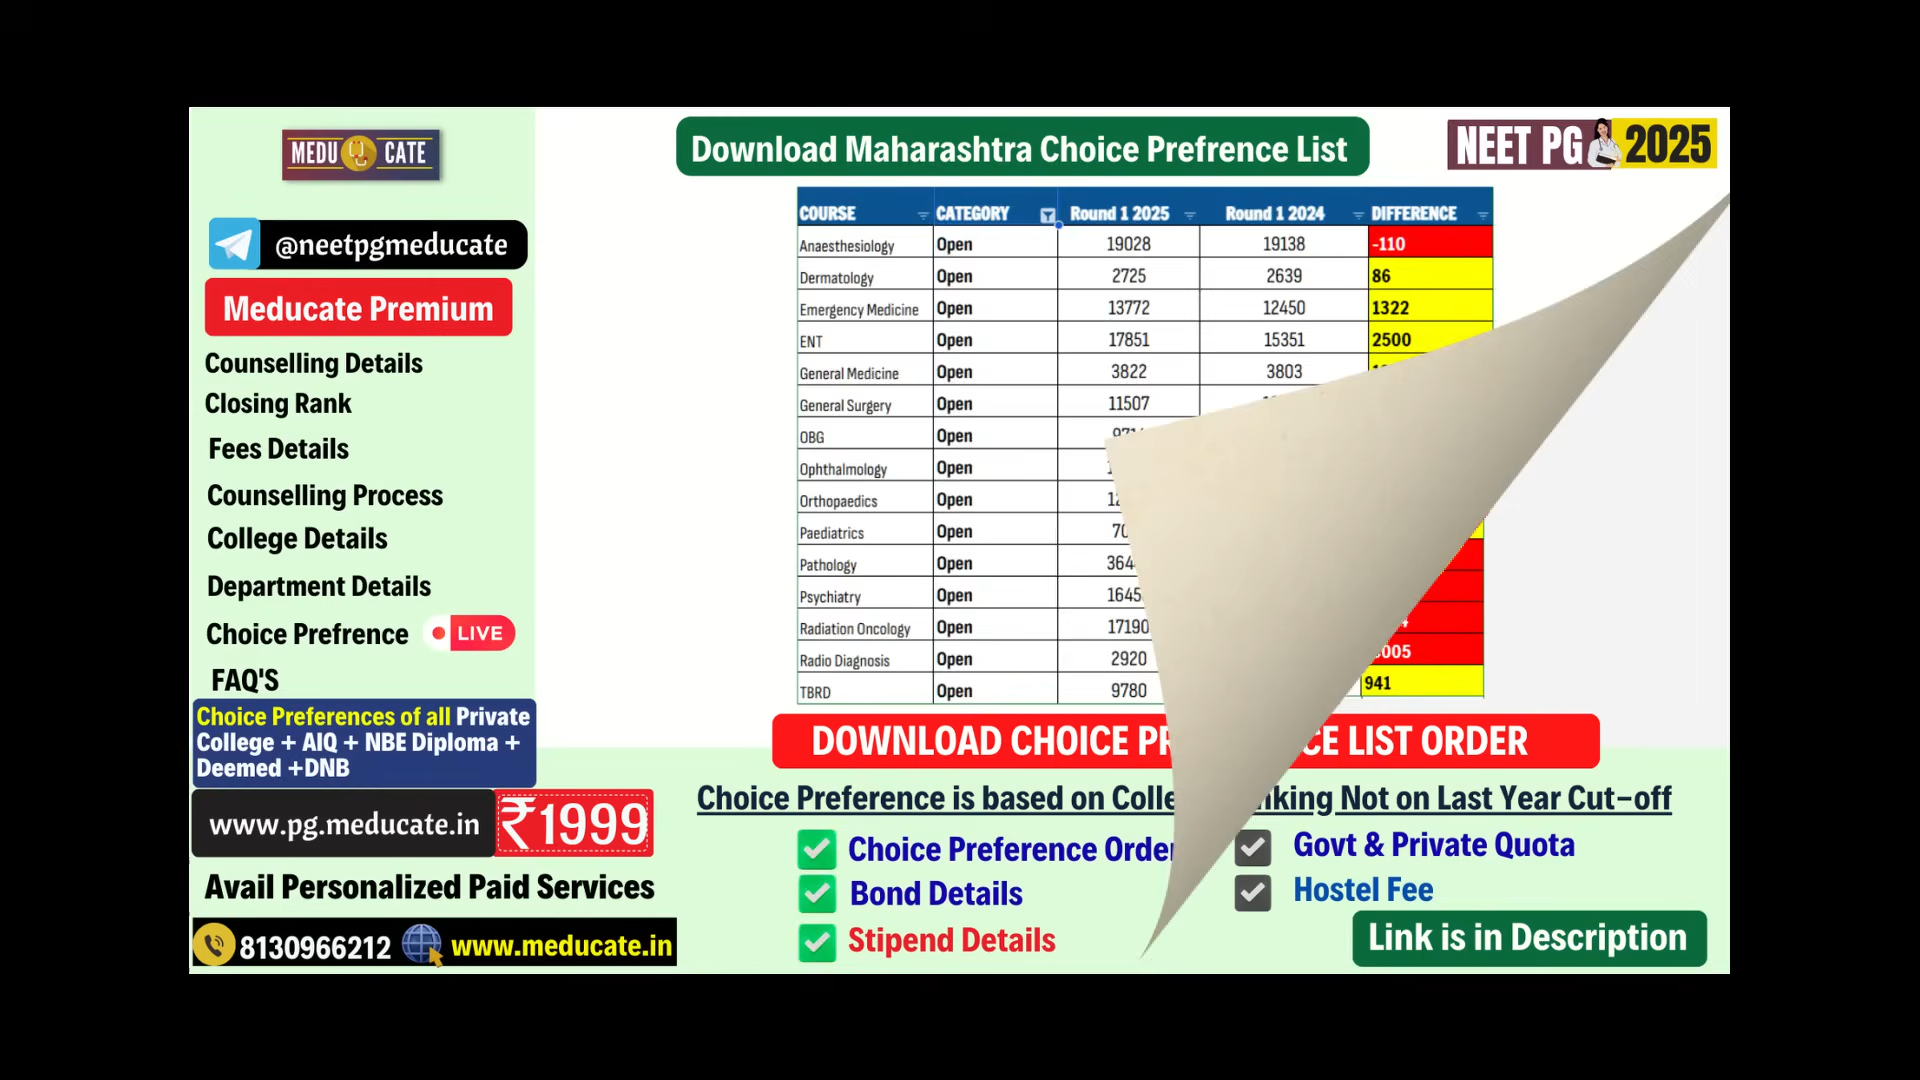 MEDU CATE
@neetpgmeducate
Meducate Premium
Counselling Details
Closing Rank
Fees Details
Counselling Process
College Details
Department Details
Choice Prefrence LIVE
FAQ'S
Choice Preferences of all Private
College + AIQ + NBE Diploma +
Deemed +DNB
www.pg.meducate.in ₹1999
Avail Personalized Paid Services
8130966212 www.meducate.in
Download Maharashtra Choice Prefrence List
NEET PG 2025
COURSE CATEGORY Round 1 2025 Round 1 2024 DIFFERENCE
Anaesthesiology Open 19028 19138 -110
Dermatology Open 2725 2639 86
Emergency Medicine Open 13772 12450 1322
ENT Open 17851 15351 2500
General Medicine Open 3822 3803
General Surgery Open 11507
OBG Open
Ophthalmology Open
Orthopaedics Open
Paediatrics Open
Pathology Open
Psychiatry Open
Radiation Oncology Open 17190
Radio Diagnosis Open 2920
TBRD Open 9780 941
DOWNLOAD CHOICE LIST ORDER
Choice Preference is based on Not on Last Year Cut-off
Choice Preference Order Govt & Private Quota
Bond Details Hostel Fee
Stipend Details
Link is in Description